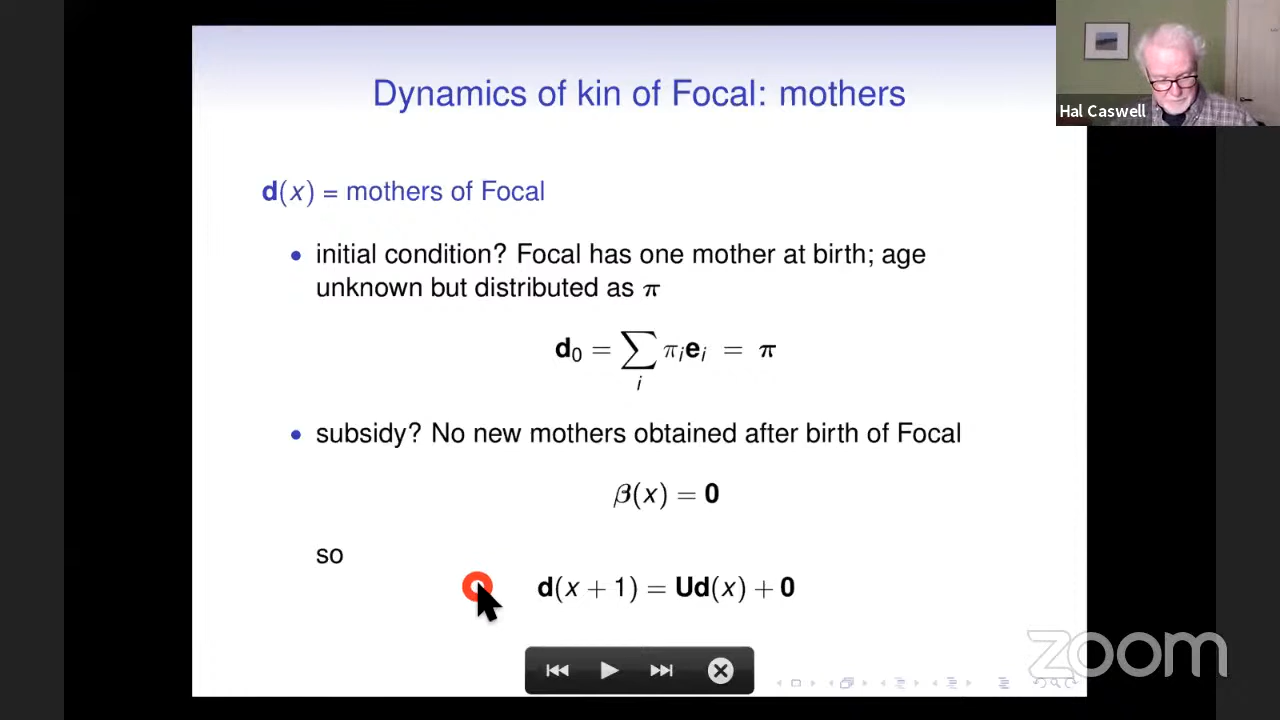 Dynamics of kin of Focal: mothers
Hal Caswell
d(x) = mothers of Focal
• initial condition? Focal has one mother at birth; age
unknown but distributed as π
d₀ = ∑ᵢ πᵢeᵢ = π
• subsidy? No new mothers obtained after birth of Focal
β(x) = 0
so
d(x + 1) = Ud(x) + 0
zoom